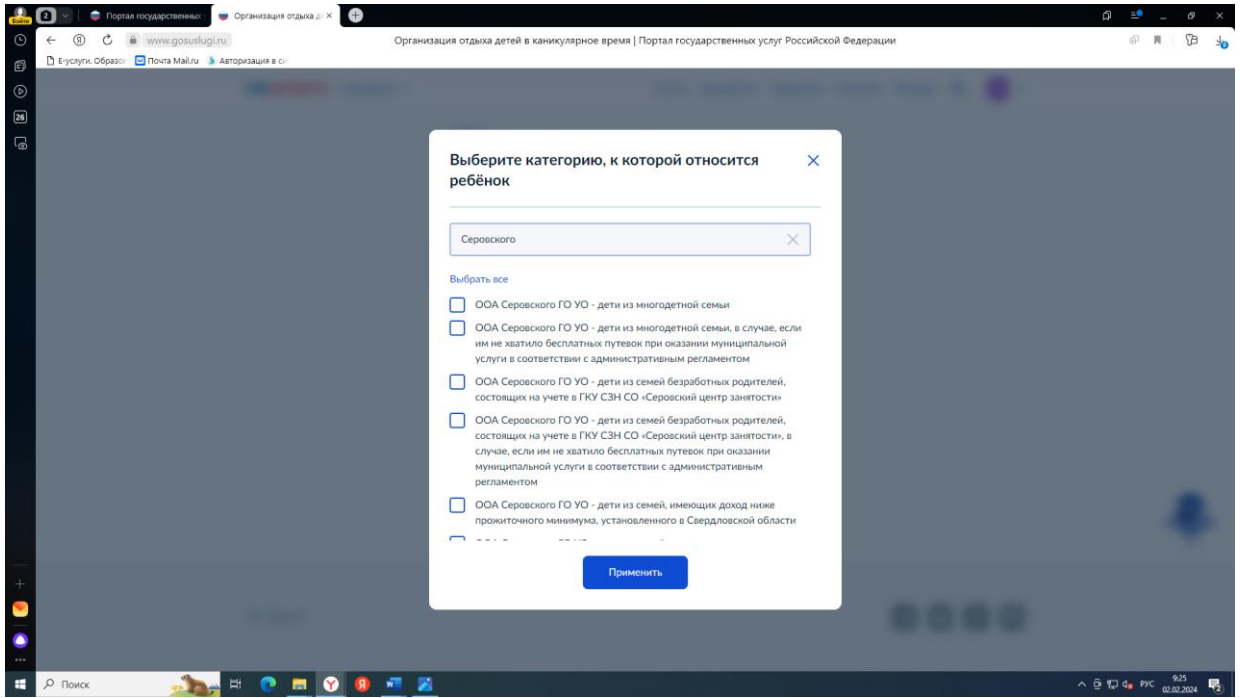 Войти
2
Портал государственных
Организация отдыха д
www.gosuslugi.ru
Организация отдыха детей в каникулярное время | Портал государственных услуг Российской Федерации
Е-услуги. Образов
Почта Mail.ru
Авторизация в си
26
Выберите категорию, к которой относится
ребёнок
Серовского
Выбрать все
ООА Серовского ГО УО - дети из многодетной семьи
ООА Серовского ГО УО - дети из многодетной семьи, в случае, если
им не хватило бесплатных путевок при оказании муниципальной
услуги в соответствии с административным регламентом
ООА Серовского ГО УО - дети из семей безработных родителей,
состоящих на учете в ГКУ СЗН СО «Серовский центр занятости»
ООА Серовского ГО УО - дети из семей безработных родителей,
состоящих на учете в ГКУ СЗН СО «Серовский центр занятости», в
случае, если им не хватило бесплатных путевок при оказании
муниципальной услуги в соответствии с административным
регламентом
ООА Серовского ГО УО - дети из семей, имеющих доход ниже
прожиточного минимума, установленного в Свердловской области
Применить
Поиск
РУС
9:25
02.02.2024
2